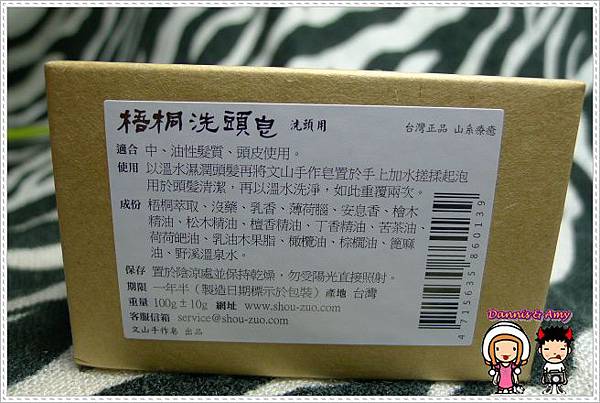 梧桐洗頭皂 洗頭用 台灣正品 山系療癒
適合 中、油性髮質、頭皮使用。
使用 以溫水濕潤頭髮再將文山手作皂置於手上加水搓揉起泡
用於頭髮清潔，再以溫水洗淨，如此重覆兩次。
成份 梧桐萃取、沒藥、乳香、薄荷腦、安息香、檜木
精油、松木精油、檀香精油、丁香精油、苦茶油、
荷荷吧油、乳油木果脂、橄欖油、棕櫚油、篦麻
油、野溪溫泉水。
保存 置於陰涼處並保持乾燥，勿受陽光直接照射。
期限 一年半（製造日期標示於包裝）產地 台灣
重量 100g±10g 網址 www.shou-zuo.com
客服信箱 service@shou-zuo.com
文山手作皂 出品
4715635860139
Dannis & Amy